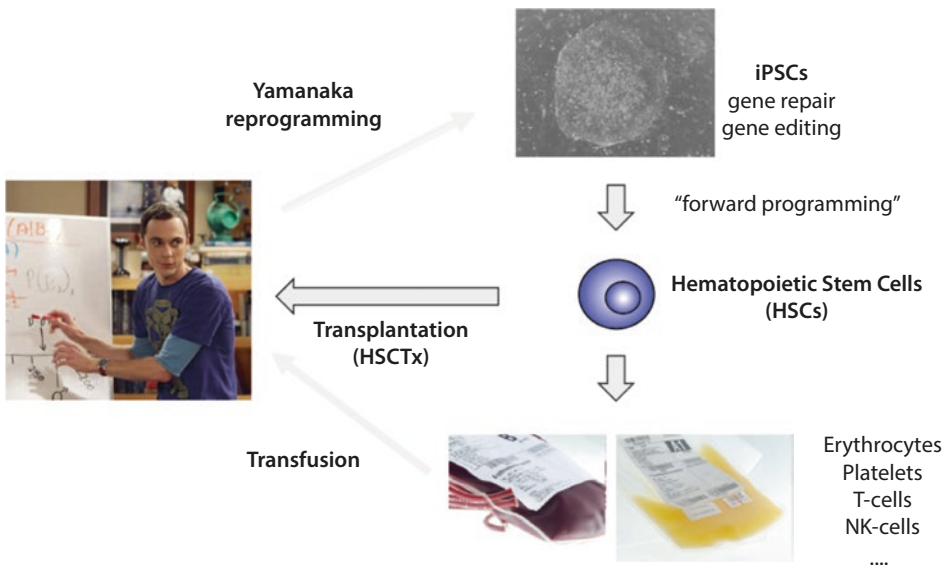 Yamanaka
reprogramming
iPSCs
gene repair
gene editing
“forward programming”
Hematopoietic Stem Cells
(HSCs)
Transplantation
(HSCTx)
Transfusion
Erythrocytes
Platelets
T-cells
NK-cells
....
(A|B